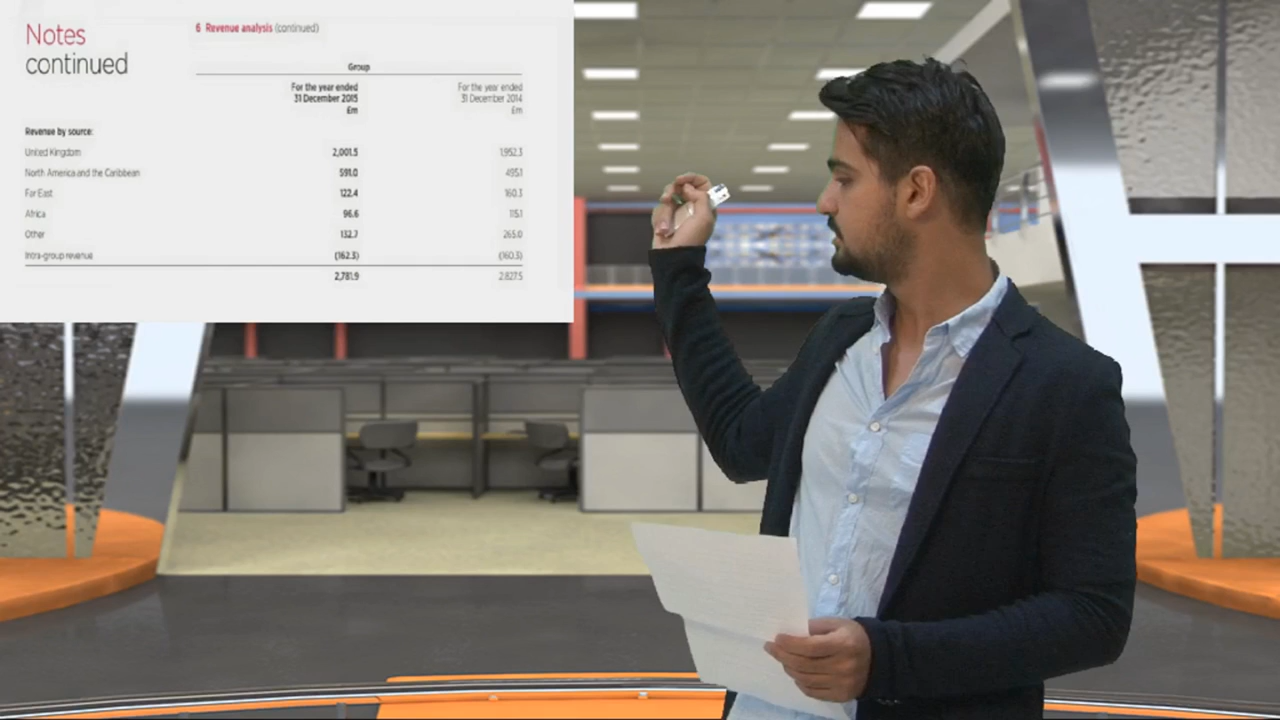 Notes
continued
6 Revenue analysis (continued)
Group
For the year ended
31 December 2015
£m
For the year ended
31 December 2014
£m
Revenue by source:
United Kingdom 2,001.5 1,952.3
North America and the Caribbean 591.0 495.1
Far East 122.4 160.3
Africa 96.6 115.1
Other 132.7 265.0
Intra-group revenue (162.3) (160.3)
2,781.9 2,827.5